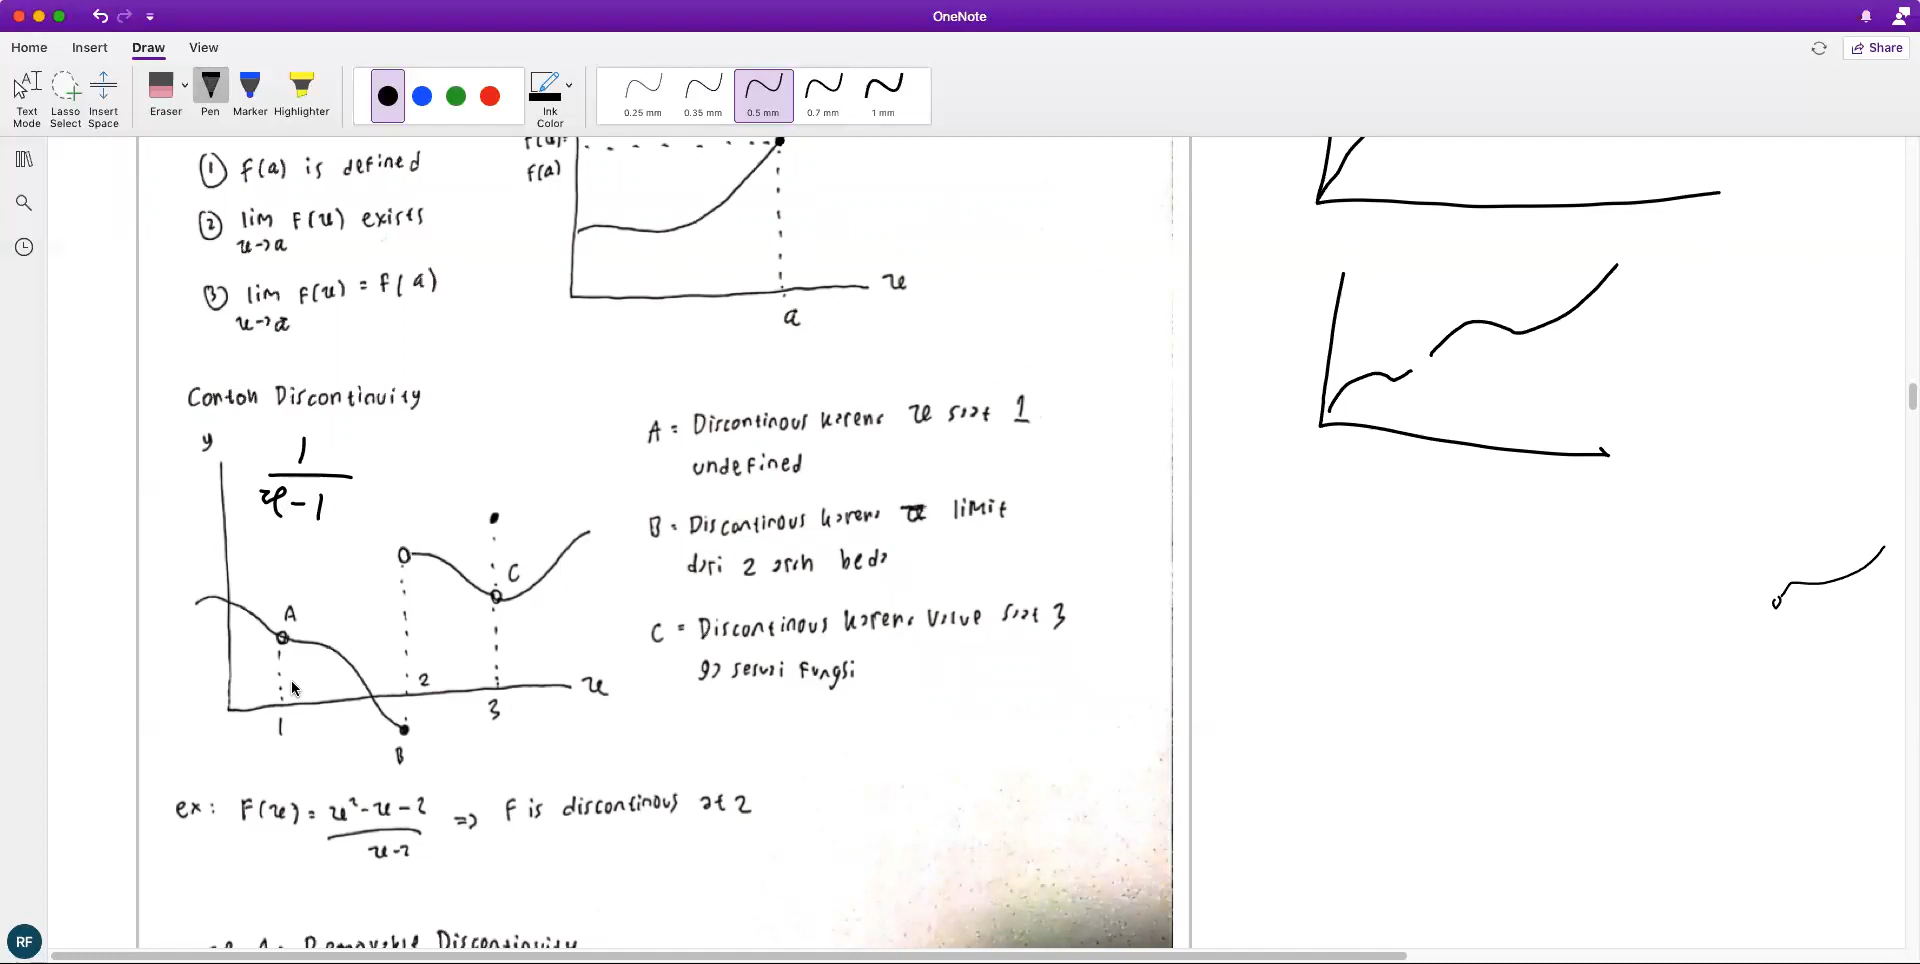 OneNote
Home Insert Draw View
Share
Text Mode
Lasso Select
Insert Space
Eraser
Pen
Marker
Highlighter
Ink Color
0.25 mm
0.35 mm
0.5 mm
0.7 mm
1 mm
① f(a) is defined
f(a)
② lim F(x) exists
x→a
③ lim F(x) = f(a)
x→a
x
a
Contoh Discontinuity
y
1
x-1
A = Discontinous karena x saat 1
undefined
B = Discontinous karena limit
dari 2 arah beda
C = Discontinous karena value saat 3
ga sesuai fungsi
A
C
2
x
1
3
B
ex: F(x) = x²-x-2 => F is discontinous at 2
x-2
Removable Discontinuity
RF